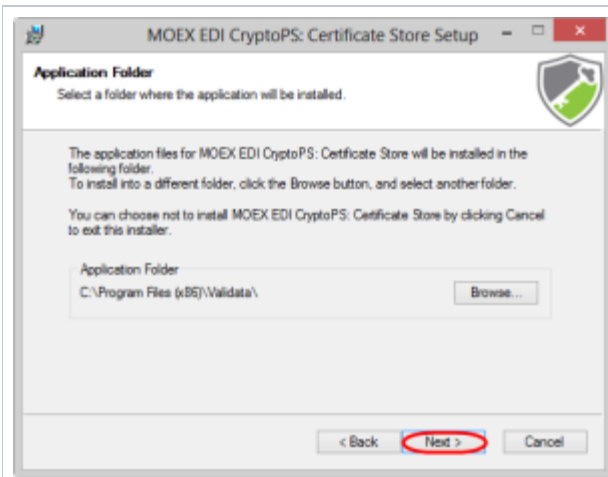 MOEX EDI CryptoPS: Certificate Store Setup
Application Folder
Select a folder where the application will be installed.
The application files for MOEX EDI CryptoPS: Certificate Store will be installed in the
following folder.
To install into a different folder, click the Browse button, and select another folder.
You can choose not to install MOEX EDI CryptoPS: Certificate Store by clicking Cancel
to exit this installer.
Application Folder
C:\Program Files (x86)\Validata\
Browse...
< Back
Next >
Cancel